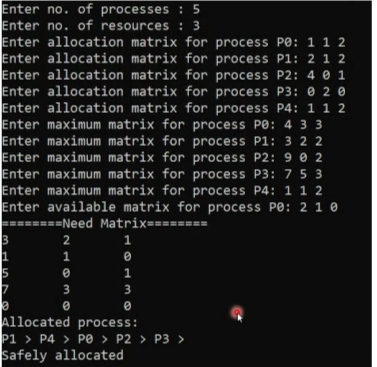 Enter no. of processes : 5
Enter no. of resources : 3
Enter allocation matrix for process P0: 1 1 2
Enter allocation matrix for process P1: 2 1 2
Enter allocation matrix for process P2: 4 0 1
Enter allocation matrix for process P3: 0 2 0
Enter allocation matrix for process P4: 1 1 2
Enter maximum matrix for process P0: 4 3 3
Enter maximum matrix for process P1: 3 2 2
Enter maximum matrix for process P2: 9 0 2
Enter maximum matrix for process P3: 7 5 3
Enter maximum matrix for process P4: 1 1 2
Enter available matrix for process P0: 2 1 0
========Need Matrix========
3 2 1
1 1 0
5 0 1
7 3 3
0 0 0
Allocated process:
P1 > P4 > P0 > P2 > P3 >
Safely allocated